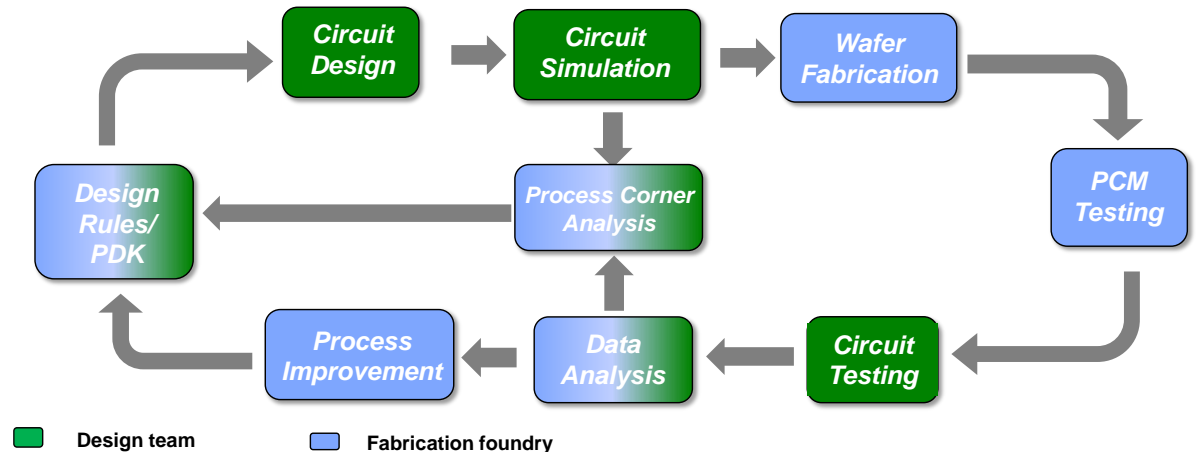 Circuit
Design
Circuit
Simulation
Wafer
Fabrication
Design
Rules/
PDK
Process Corner
Analysis
PCM
Testing
Process
Improvement
Data
Analysis
Circuit
Testing
Design team
Fabrication foundry